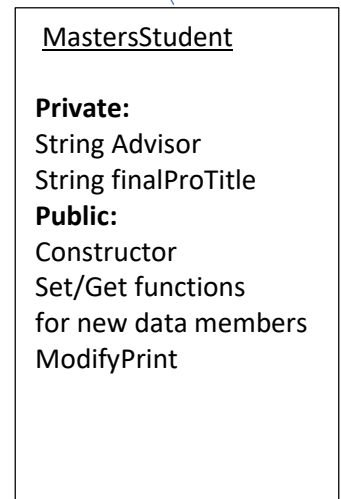 MastersStudent
Private:
String Advisor
String finalProTitle
Public:
Constructor
Set/Get functions
for new data members
ModifyPrint